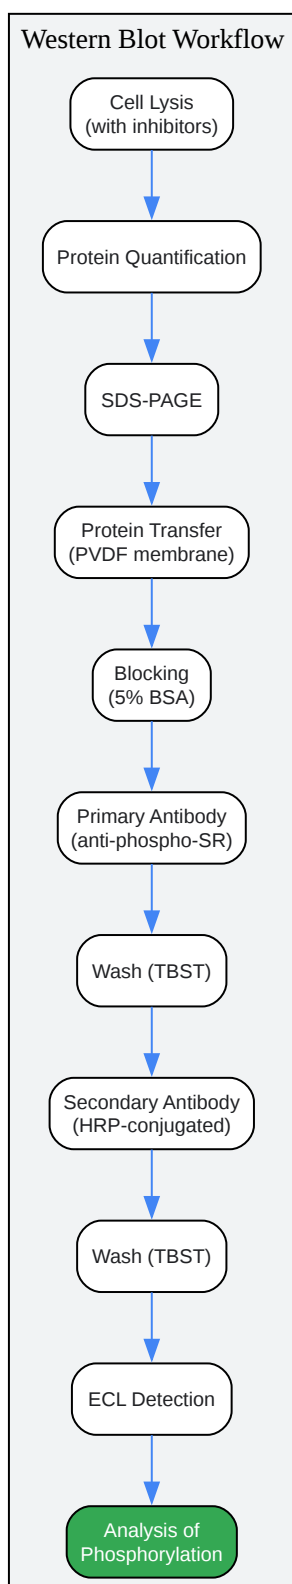 Western Blot Workflow
Cell Lysis
(with inhibitors)
Protein Quantification
SDS-PAGE
Protein Transfer
(PVDF membrane)
Blocking
(5% BSA)
Primary Antibody
(anti-phospho-SR)
Wash (TBST)
Secondary Antibody
(HRP-conjugated)
Wash (TBST)
ECL Detection
Analysis of
Phosphorylation